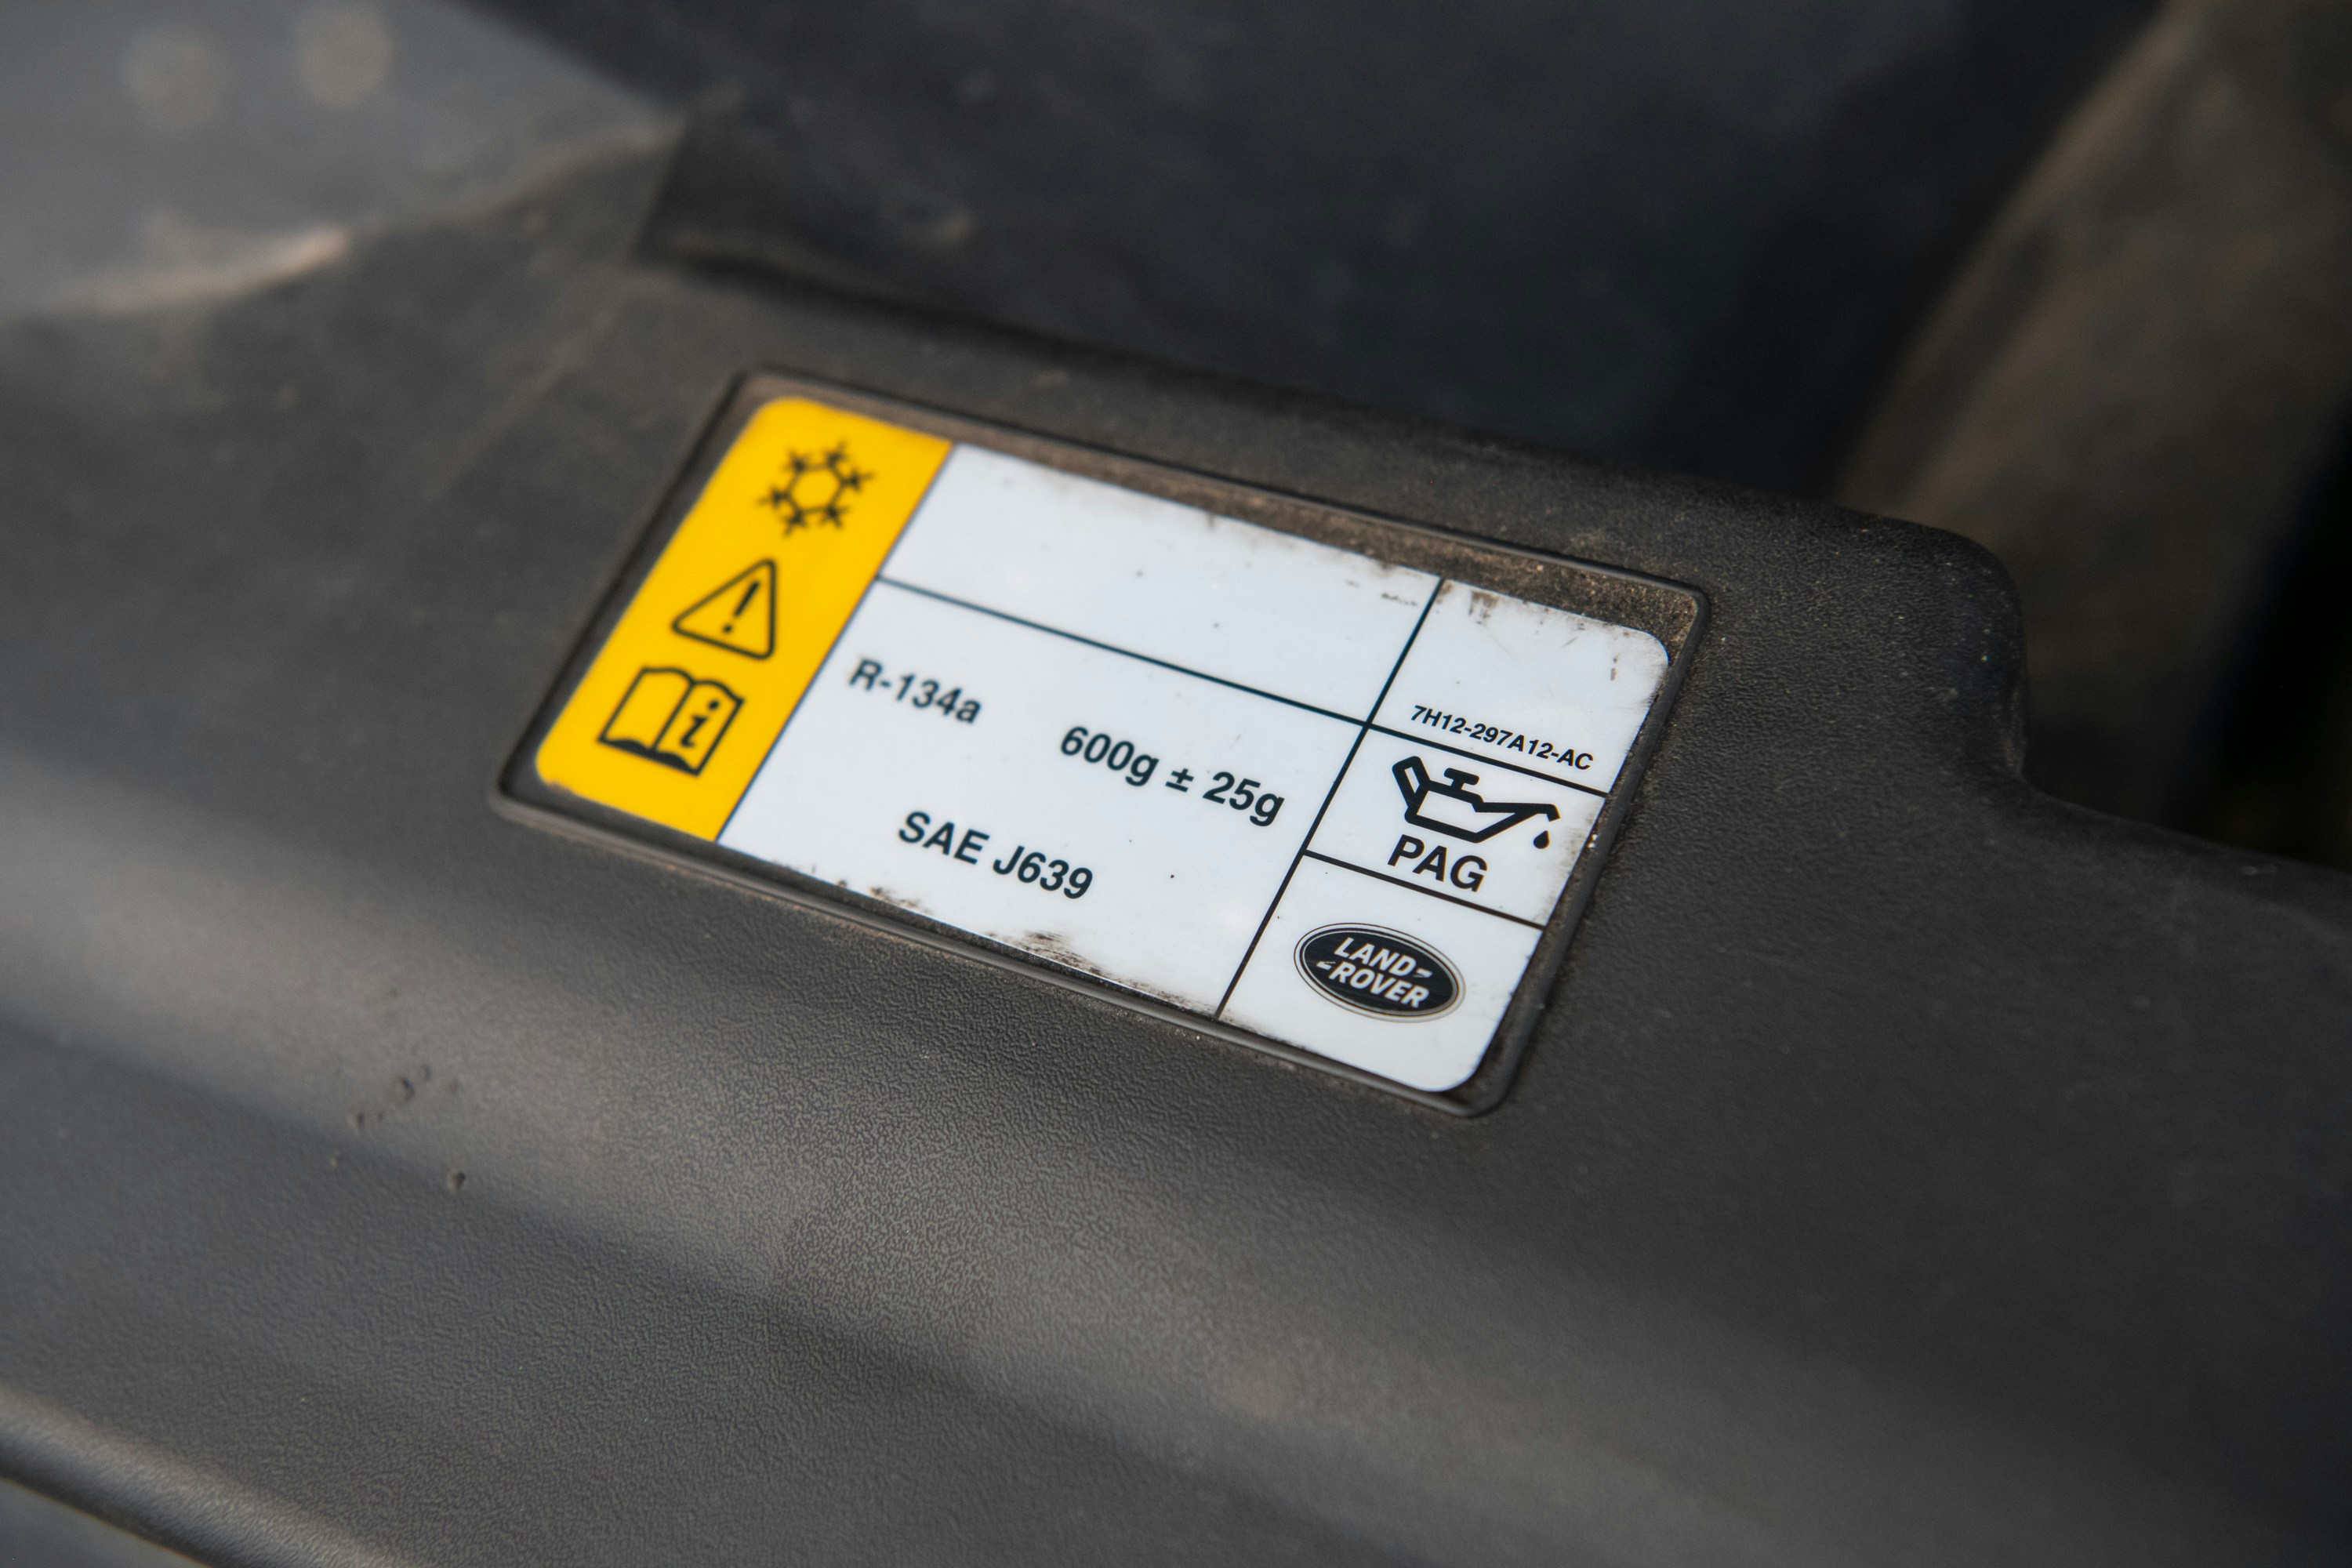 R-134a
600g ± 25g
SAE J639
7H12-297A12-AC
PAG
LAND-
-ROVER